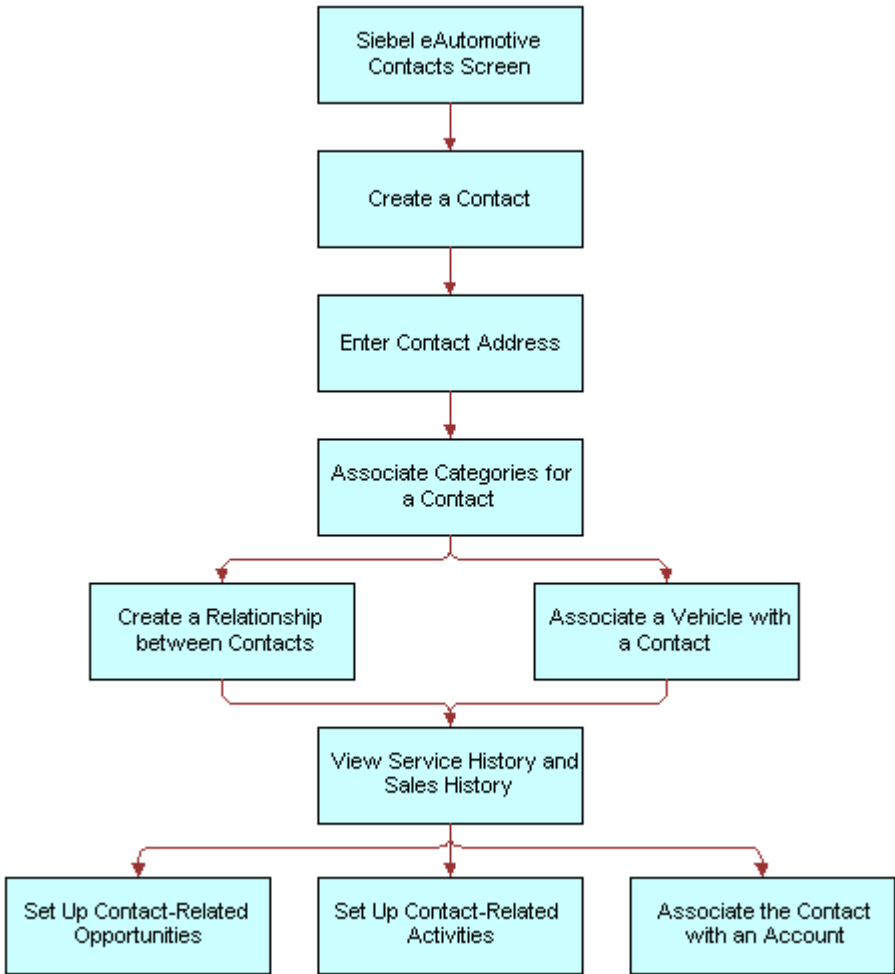 Siebel eAutomotive
Contacts Screen
Create a Contact
Enter Contact Address
Associate Categories for
a Contact
Create a Relationship
between Contacts
Associate a Vehicle with
a Contact
View Service History and
Sales History
Set Up Contact-Related
Opportunities
Set Up Contact-Related
Activities
Associate the Contact
with an Account